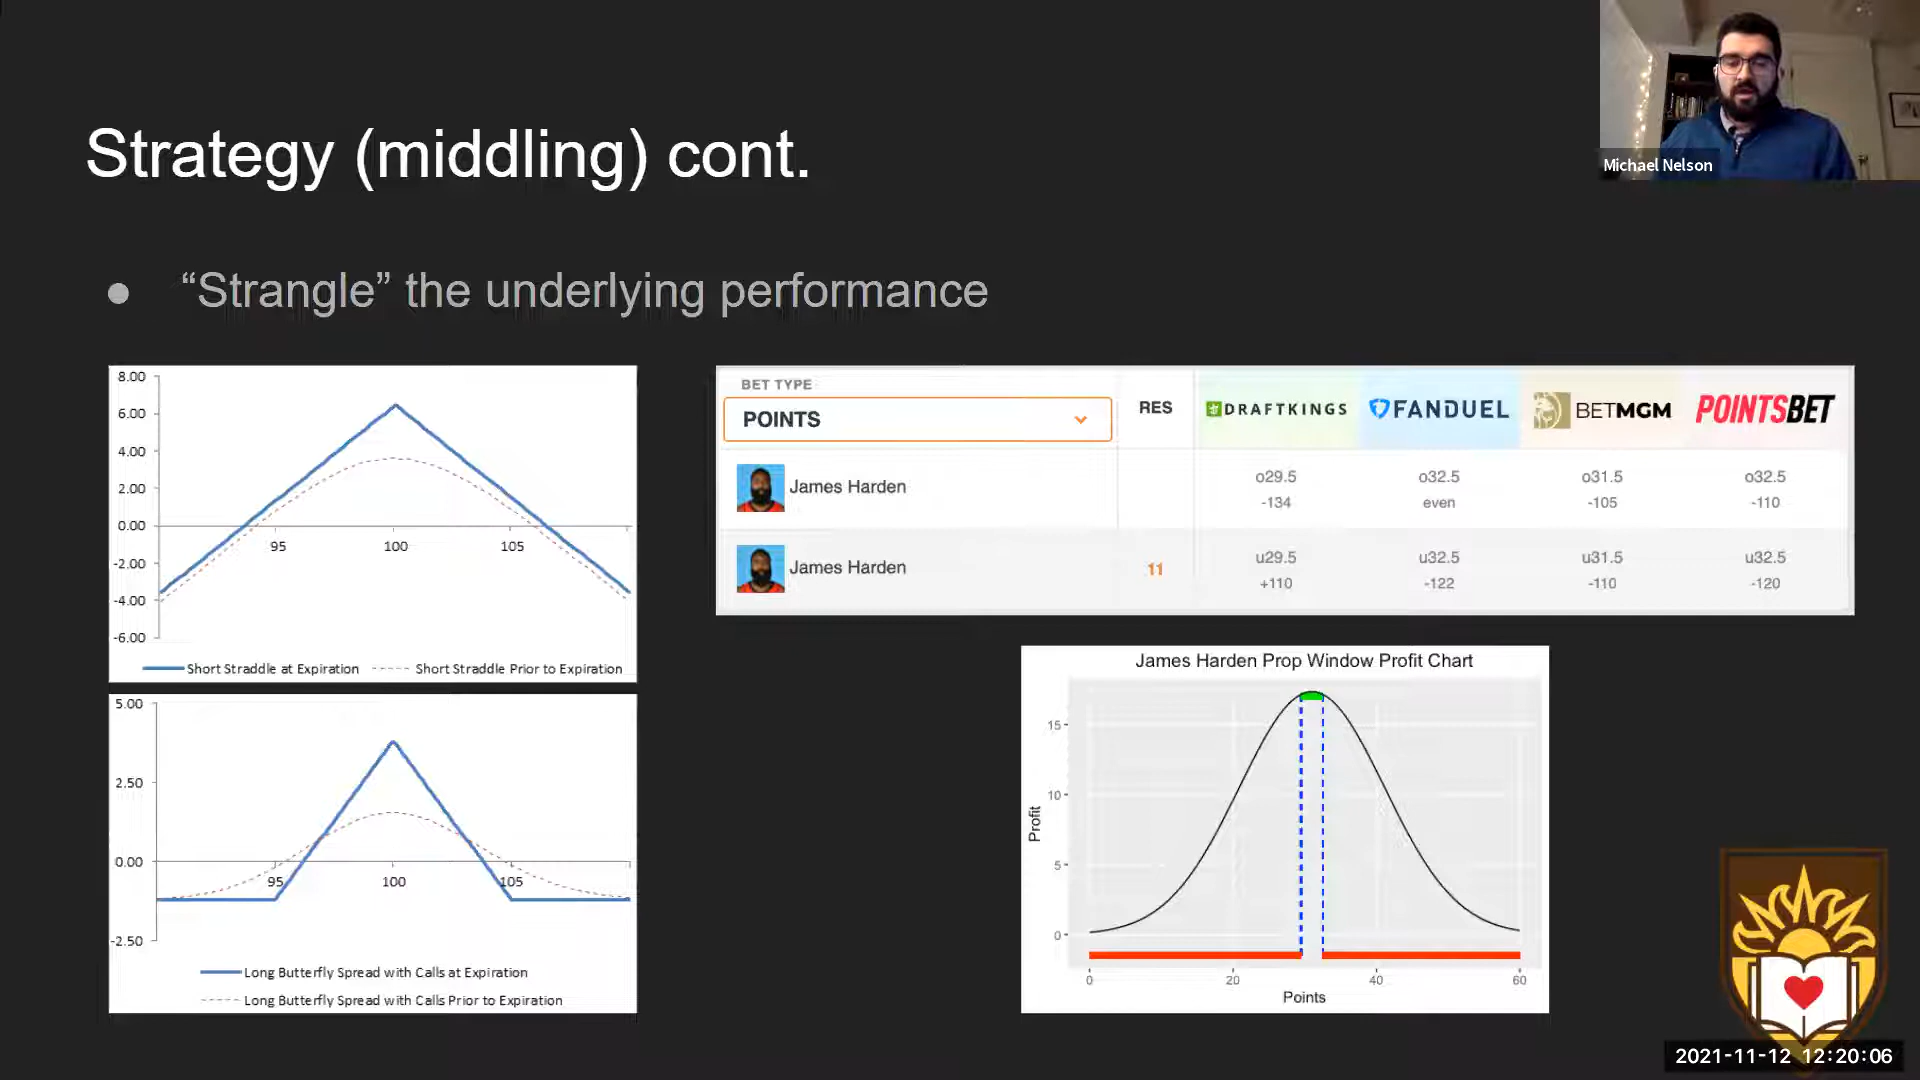 Michael Nelson
Strategy (middling) cont.
● “Strangle” the underlying performance
8.00
6.00
4.00
2.00
0.00
-2.00
-4.00
-6.00
95 100 105
Short Straddle at Expiration Short Straddle Prior to Expiration
5.00
2.50
0.00
-2.50
95 100 105
Long Butterfly Spread with Calls at Expiration
Long Butterfly Spread with Calls Prior to Expiration
BET TYPE
POINTS
RES DRAFTKINGS FANDUEL BETMGM POINTSBET
James Harden o29.5 o32.5 o31.5 o32.5
-134 even -105 -110
James Harden 11 u29.5 u32.5 u31.5 u32.5
+110 -122 -110 -120
James Harden Prop Window Profit Chart
15
10
5
0
Profit
0 20 40 60
Points
2021-11-12 12:20:06